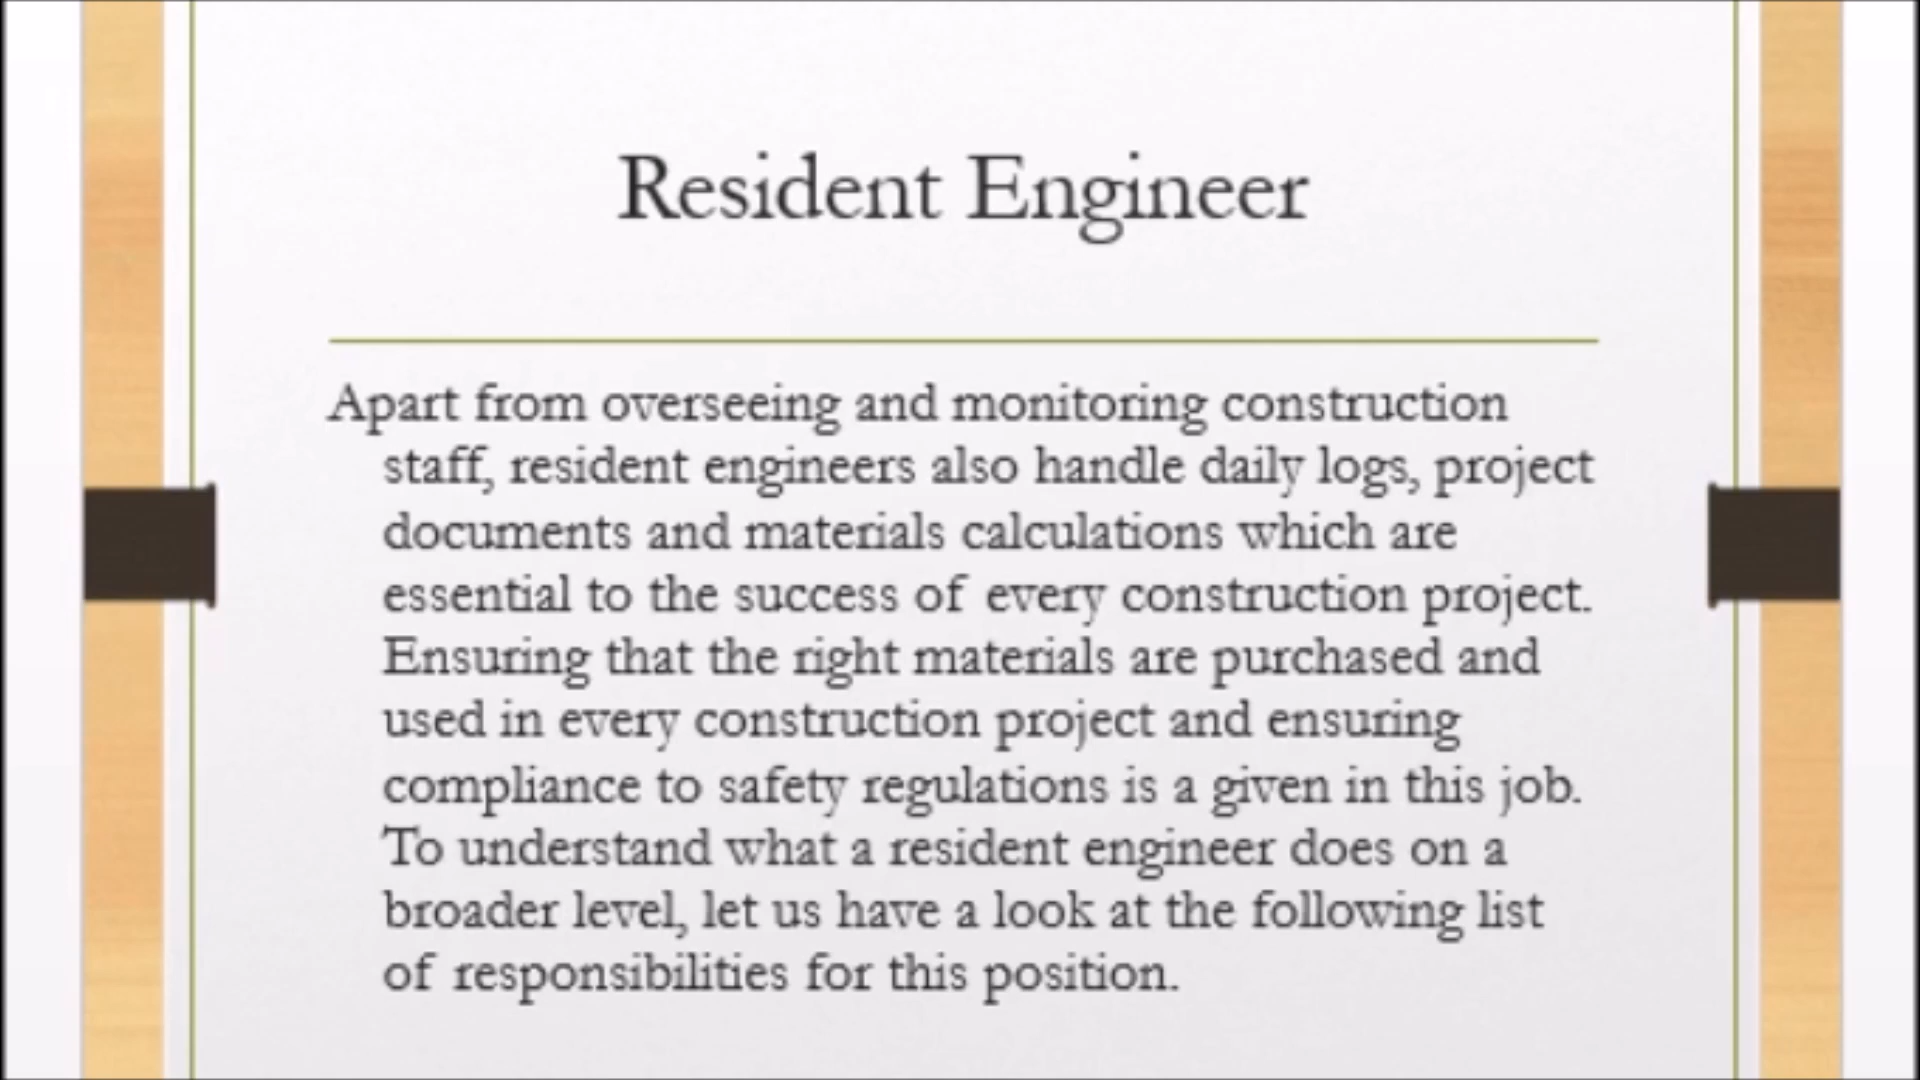 Resident Engineer
Apart from overseeing and monitoring construction
staff, resident engineers also handle daily logs, project
documents and materials calculations which are
essential to the success of every construction project.
Ensuring that the right materials are purchased and
used in every construction project and ensuring
compliance to safety regulations is a given in this job.
To understand what a resident engineer does on a
broader level, let us have a look at the following list
of responsibilities for this position.